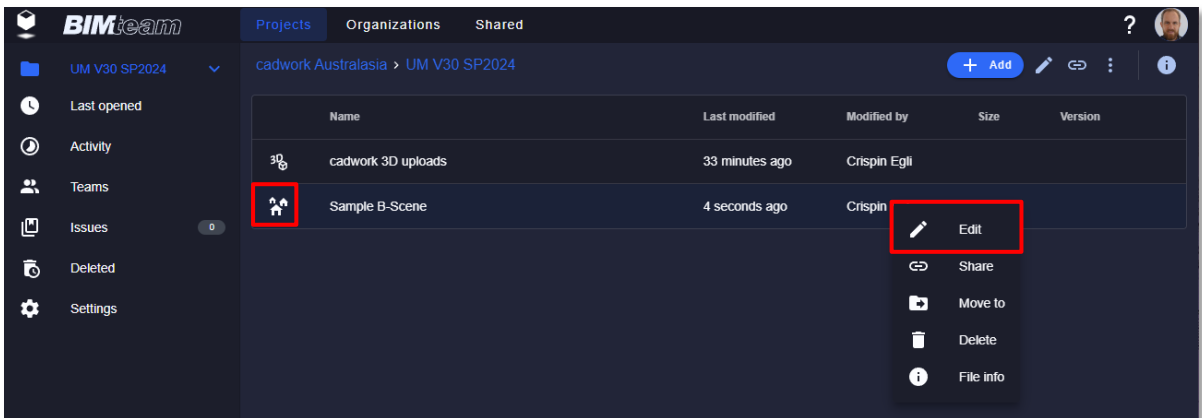 BIMteam Projects Organizations Shared ?
UM V30 SP2024
cadwork Australasia › UM V30 SP2024
+ Add
Last opened
Activity
Teams
Issues 0
Deleted
Settings
Name Last modified Modified by Size Version
3D cadwork 3D uploads 33 minutes ago Crispin Egli
Sample B-Scene 4 seconds ago Crispin
Edit
Share
Move to
Delete
File info